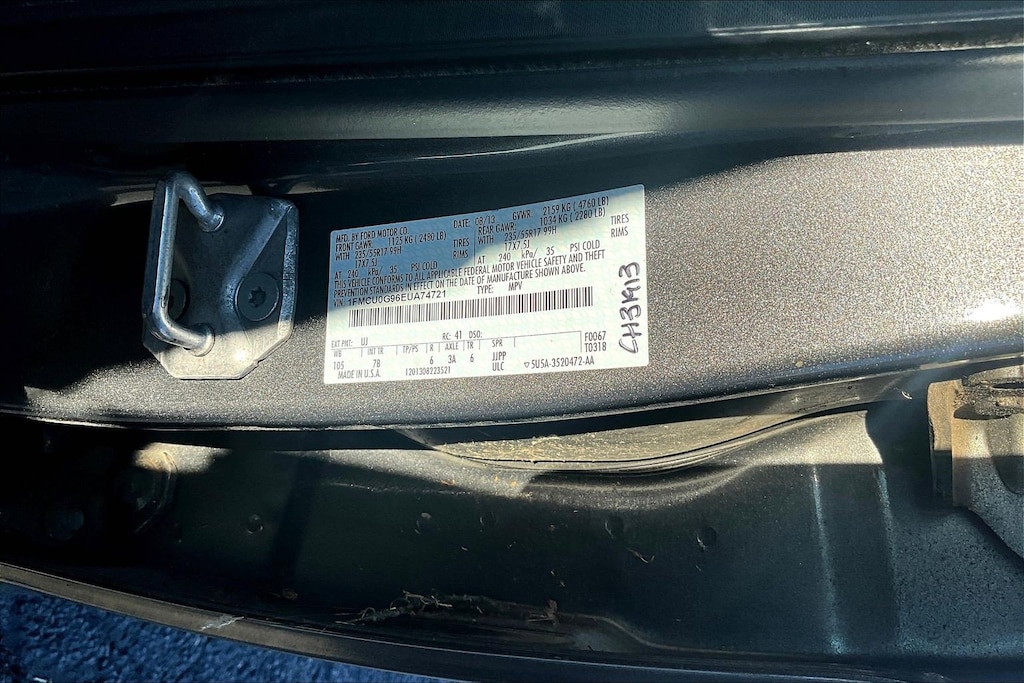 MFD. BY FORD MOTOR CO. DATE: 08/13 GVWR: 2159 KG ( 4760 LB)
FRONT GAWR: 1125 KG ( 2480 LB) REAR GAWR: 1034 KG ( 2280 LB)
WITH 235/55R17 99H TIRES WITH 235/55R17 99H TIRES
17X7.5J RIMS 17X7.5J RIMS
AT 240 kPa/ 35 PSI COLD AT 240 kPa/ 35 PSI COLD
THIS VEHICLE CONFORMS TO ALL APPLICABLE FEDERAL MOTOR VEHICLE SAFETY AND THEFT
PREVENTION STANDARDS IN EFFECT ON THE DATE OF MANUFACTURE SHOWN ABOVE.
VIN: 1FMCU0G96EUA74721 TYPE: MPV
EXT PNT: UJ RC: 41 DSO: F0067
WB INT TR TP/PS R AXLE TR SPR T0318
T05 7B 6 3A 6 JJPP
MADE IN U.S.A. 1201308223521 ULC ▽5U5A-3520472-AA